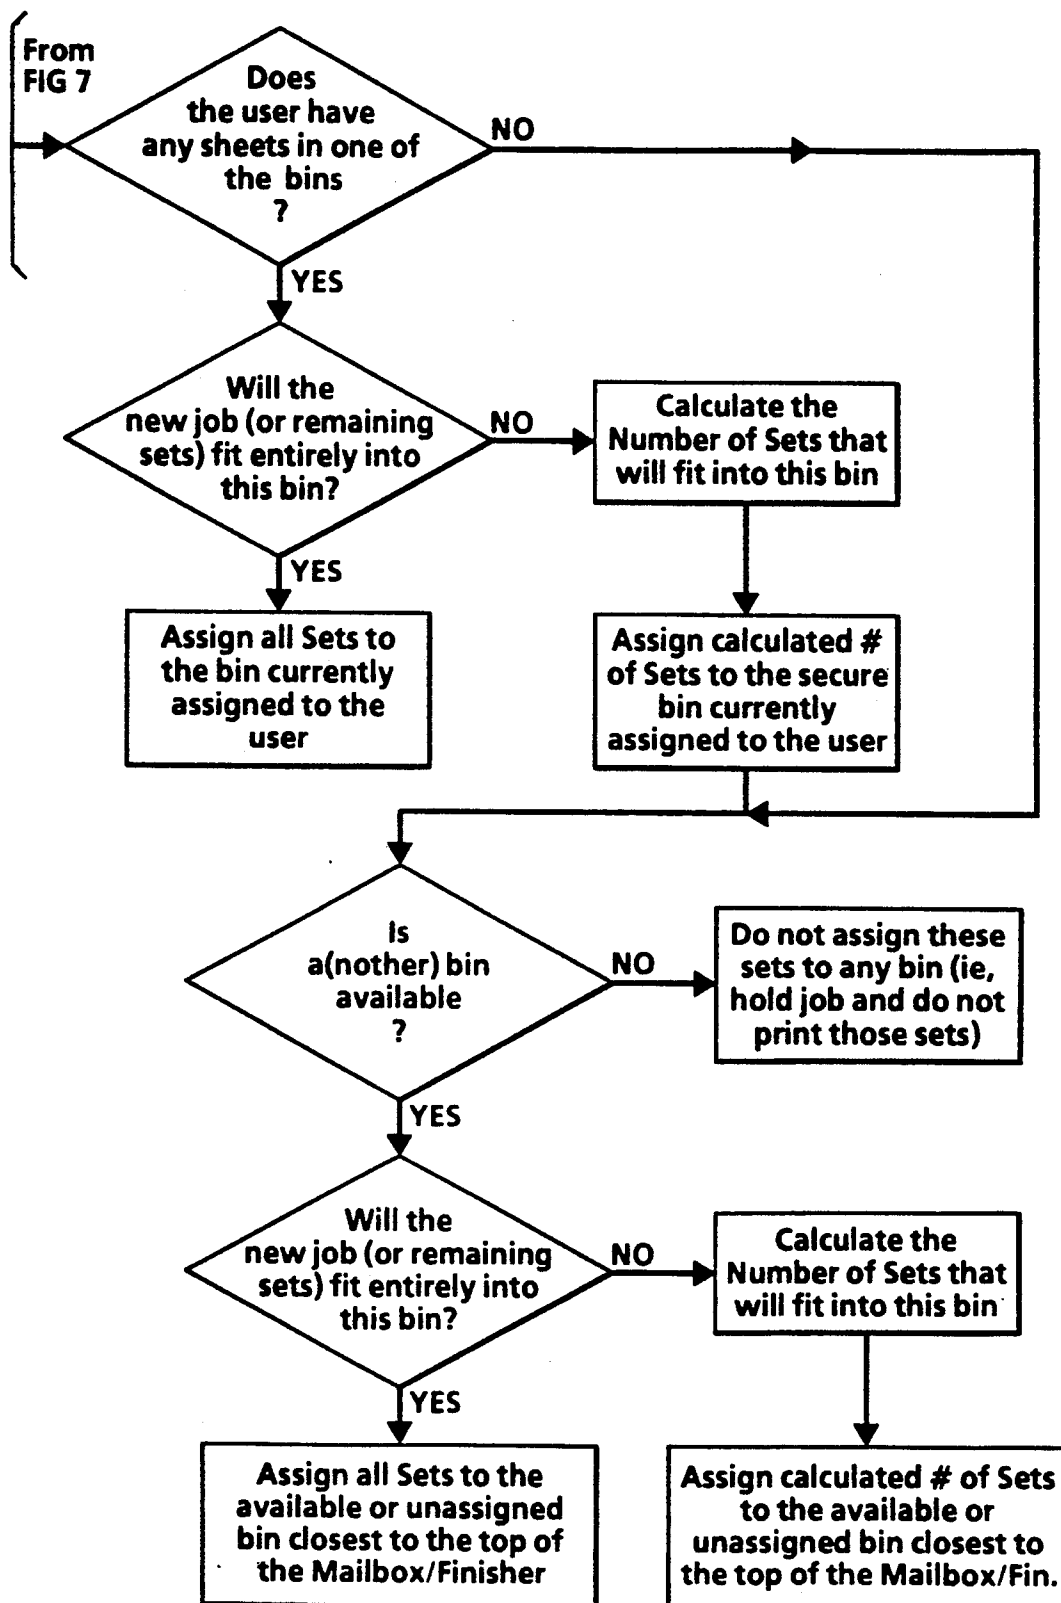 From
FIG 7
Does
the user have
any sheets in one of
the bins
?
NO
YES
Will the
new job (or remaining
sets) fit entirely into
this bin?
NO
Calculate the
Number of Sets that
will fit into this bin
YES
Assign all Sets to
the bin currently
assigned to the
user
Assign calculated #
of Sets to the secure
bin currently
assigned to the user
Is
a(nother) bin
available
?
NO
Do not assign these
sets to any bin (ie,
hold job and do not
print those sets)
YES
Will the
new job (or remaining
sets) fit entirely into
this bin?
NO
Calculate the
Number of Sets that
will fit into this bin
YES
Assign all Sets to the
available or unassigned
bin closest to the top of
the Mailbox/Finisher
Assign calculated # of Sets
to the available or
unassigned bin closest to
the top of the Mailbox/Fin.